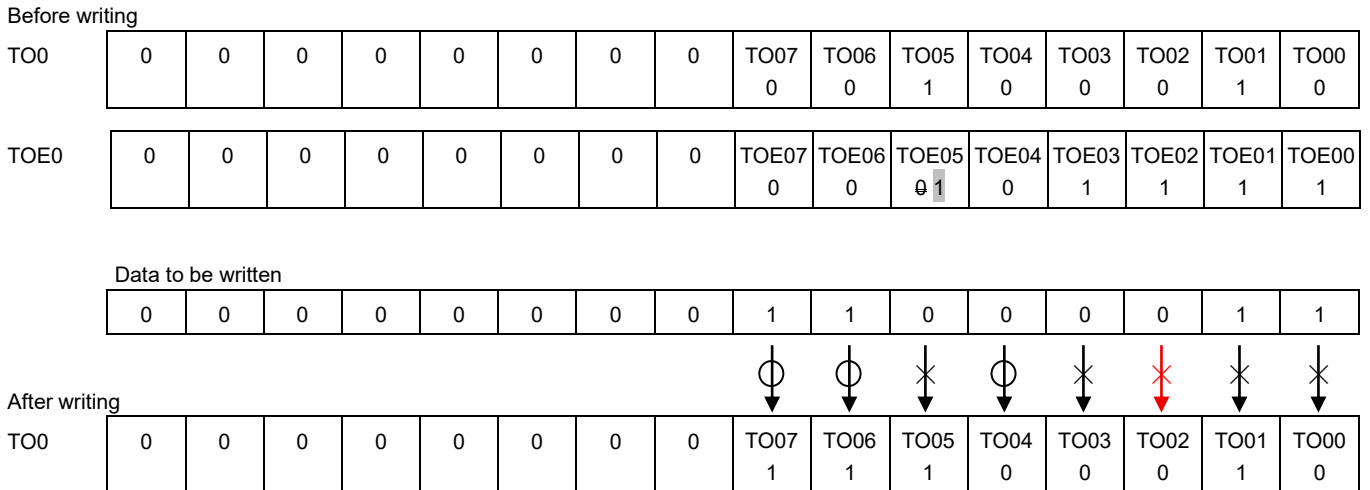 Before writing
TO0 0 0 0 0 0 0 0 0 TO07 TO06 TO05 TO04 TO03 TO02 TO01 TO00
0 0 1 0 0 0 1 0
TOE0 0 0 0 0 0 0 0 0 TOE07 TOE06 TOE05 TOE04 TOE03 TOE02 TOE01 TOE00
0 0 0 1 0 1 1 1 1
Data to be written
0 0 0 0 0 0 0 0 1 1 0 0 0 0 1 1
After writing
TO0 0 0 0 0 0 0 0 0 TO07 TO06 TO05 TO04 TO03 TO02 TO01 TO00
1 1 1 0 0 0 1 0